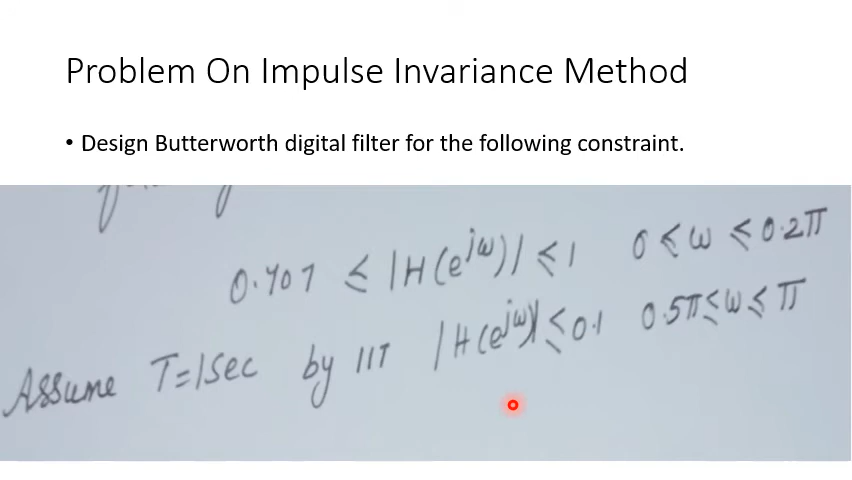 Problem On Impulse Invariance Method
• Design Butterworth digital filter for the following constraint.
0.707 ≤ |H(e^jω)| ≤ 1 0 ≤ ω ≤ 0.2π
|H(e^jω)| ≤ 0.1 0.5π ≤ ω ≤ π
Assume T=1sec by IIT